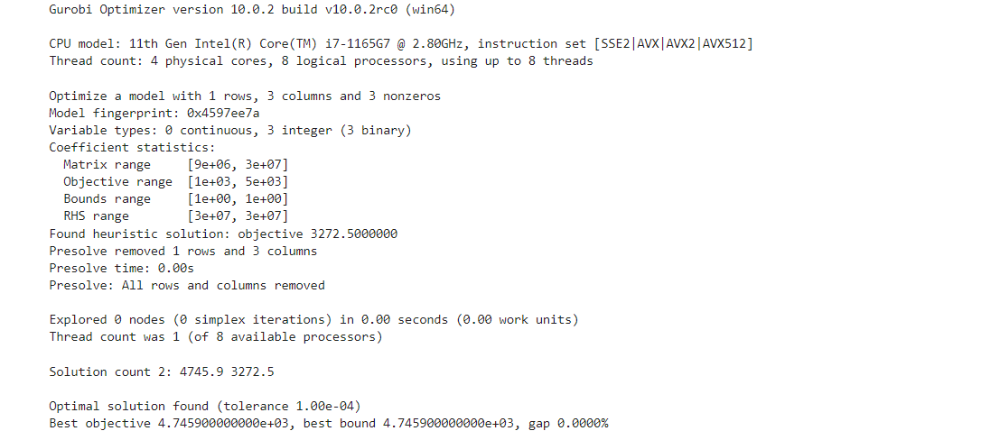 Gurobi Optimizer version 10.0.2 build v10.0.2rc0 (win64)
CPU model: 11th Gen Intel(R) Core(TM) i7-1165G7 @ 2.80GHz, instruction set [SSE2|AVX|AVX2|AVX512]
Thread count: 4 physical cores, 8 logical processors, using up to 8 threads
Optimize a model with 1 rows, 3 columns and 3 nonzeros
Model fingerprint: 0x4597ee7a
Variable types: 0 continuous, 3 integer (3 binary)
Coefficient statistics:
  Matrix range     [9e+06, 3e+07]
  Objective range  [1e+03, 5e+03]
  Bounds range     [1e+00, 1e+00]
  RHS range        [3e+07, 3e+07]
Found heuristic solution: objective 3272.5000000
Presolve removed 1 rows and 3 columns
Presolve time: 0.00s
Presolve: All rows and columns removed
Explored 0 nodes (0 simplex iterations) in 0.00 seconds (0.00 work units)
Thread count was 1 (of 8 available processors)
Solution count 2: 4745.9 3272.5
Optimal solution found (tolerance 1.00e-04)
Best objective 4.745900000000e+03, best bound 4.745900000000e+03, gap 0.0000%